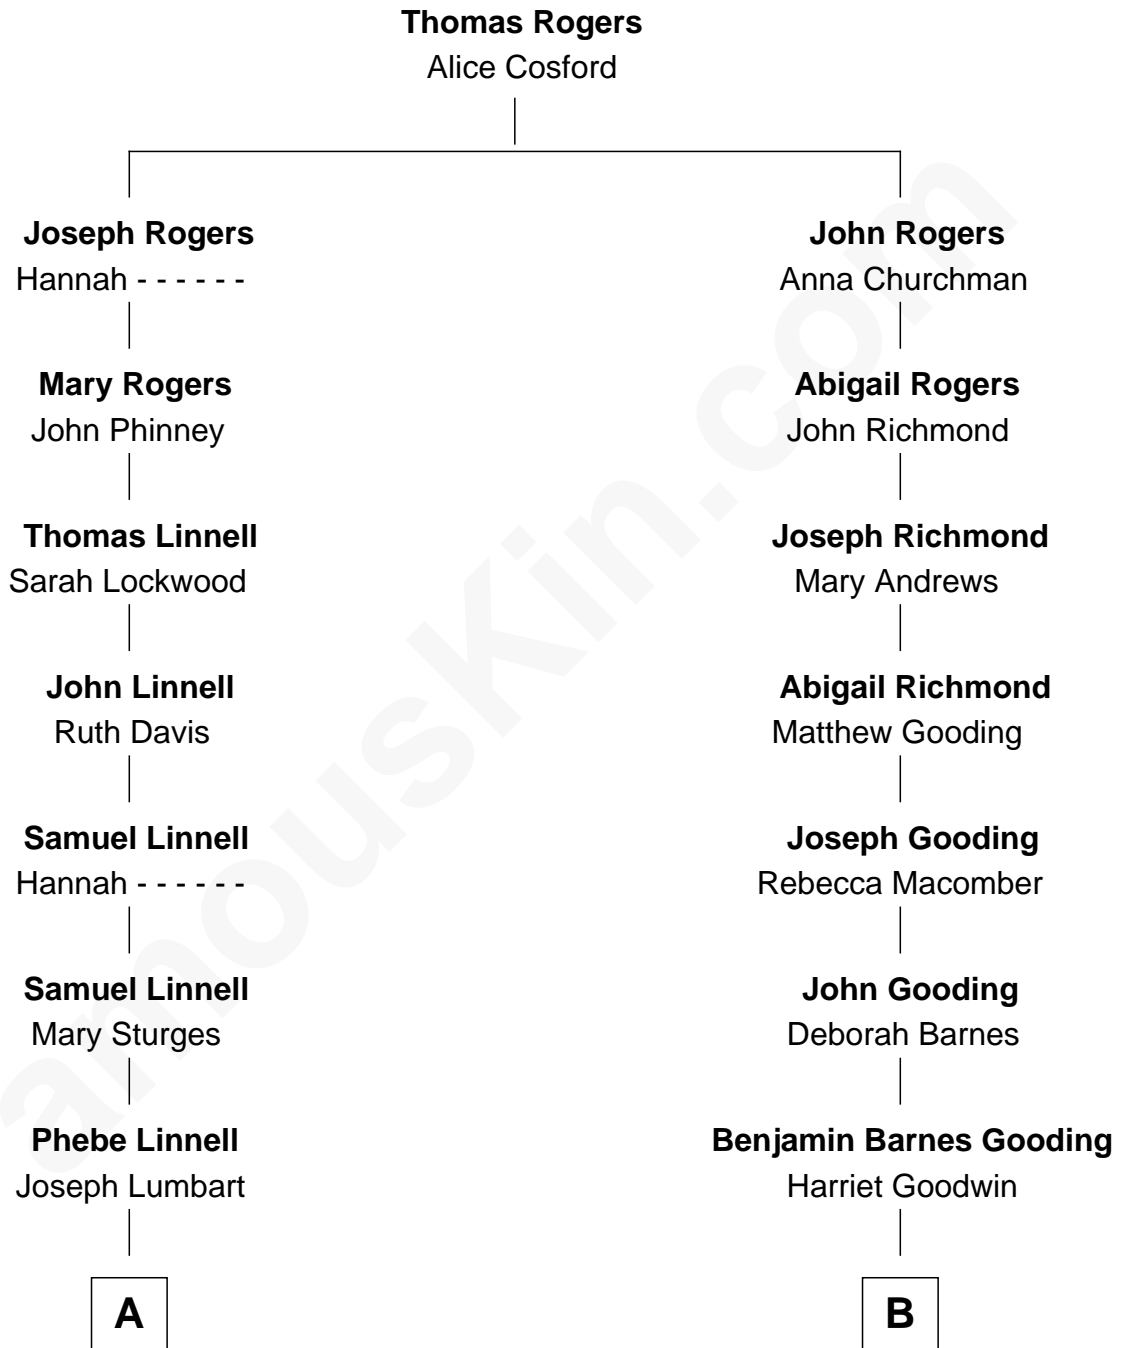 Thomas Rogers
Alice Cosford
Joseph Rogers
Hannah - - - - - -
John Rogers
Anna Churchman
Mary Rogers
John Phinney
Abigail Rogers
John Richmond
Thomas Linnell
Sarah Lockwood
Joseph Richmond
Mary Andrews
John Linnell
Ruth Davis
Abigail Richmond
Matthew Gooding
Samuel Linnell
Hannah - - - - - -
Joseph Gooding
Rebecca Macomber
Samuel Linnell
Mary Sturges
John Gooding
Deborah Barnes
Phebe Linnell
Joseph Lumbart
Benjamin Barnes Gooding
Harriet Goodwin
A
B
amouskin.com